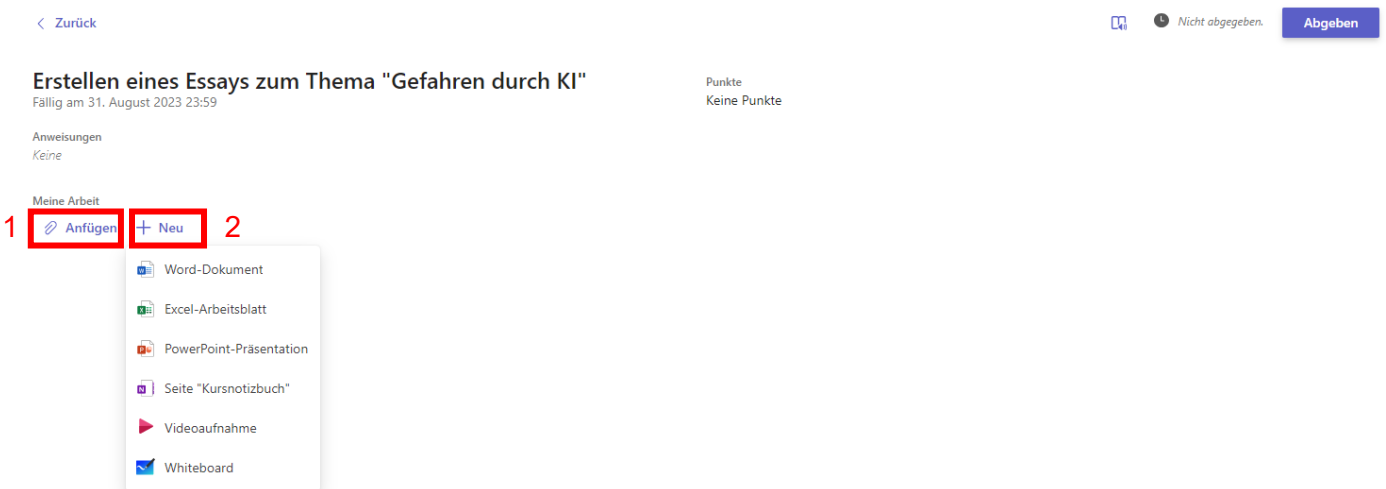 Zurück
Nicht abgegeben.
Abgeben
Erstellen eines Essays zum Thema "Gefahren durch KI"
Fällig am 31. August 2023 23:59
Punkte
Keine Punkte
Anweisungen
Keine
Meine Arbeit
1 Anfügen + Neu 2
Word-Dokument
Excel-Arbeitsblatt
PowerPoint-Präsentation
Seite "Kursnotizbuch"
Videoaufnahme
Whiteboard